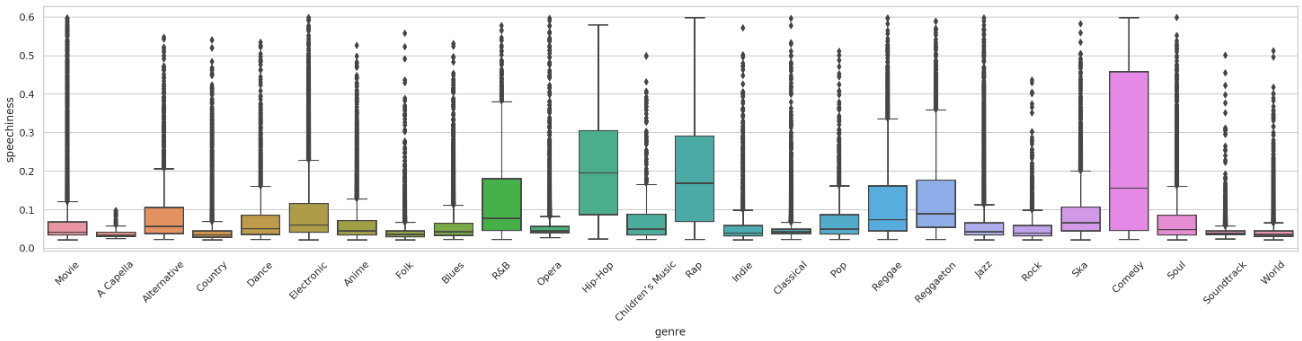 0.6
0.5
0.4
0.3
0.2
0.1
0.0
speechiness
Movie
A Capella
Alternative
Country
Dance
Electronic
Anime
Folk
Blues
R&B
Opera
Hip-Hop
Children's Music
Rap
Indie
Classical
Pop
Reggae
Reggaeton
Jazz
Rock
Ska
Comedy
Soul
Soundtrack
World
genre